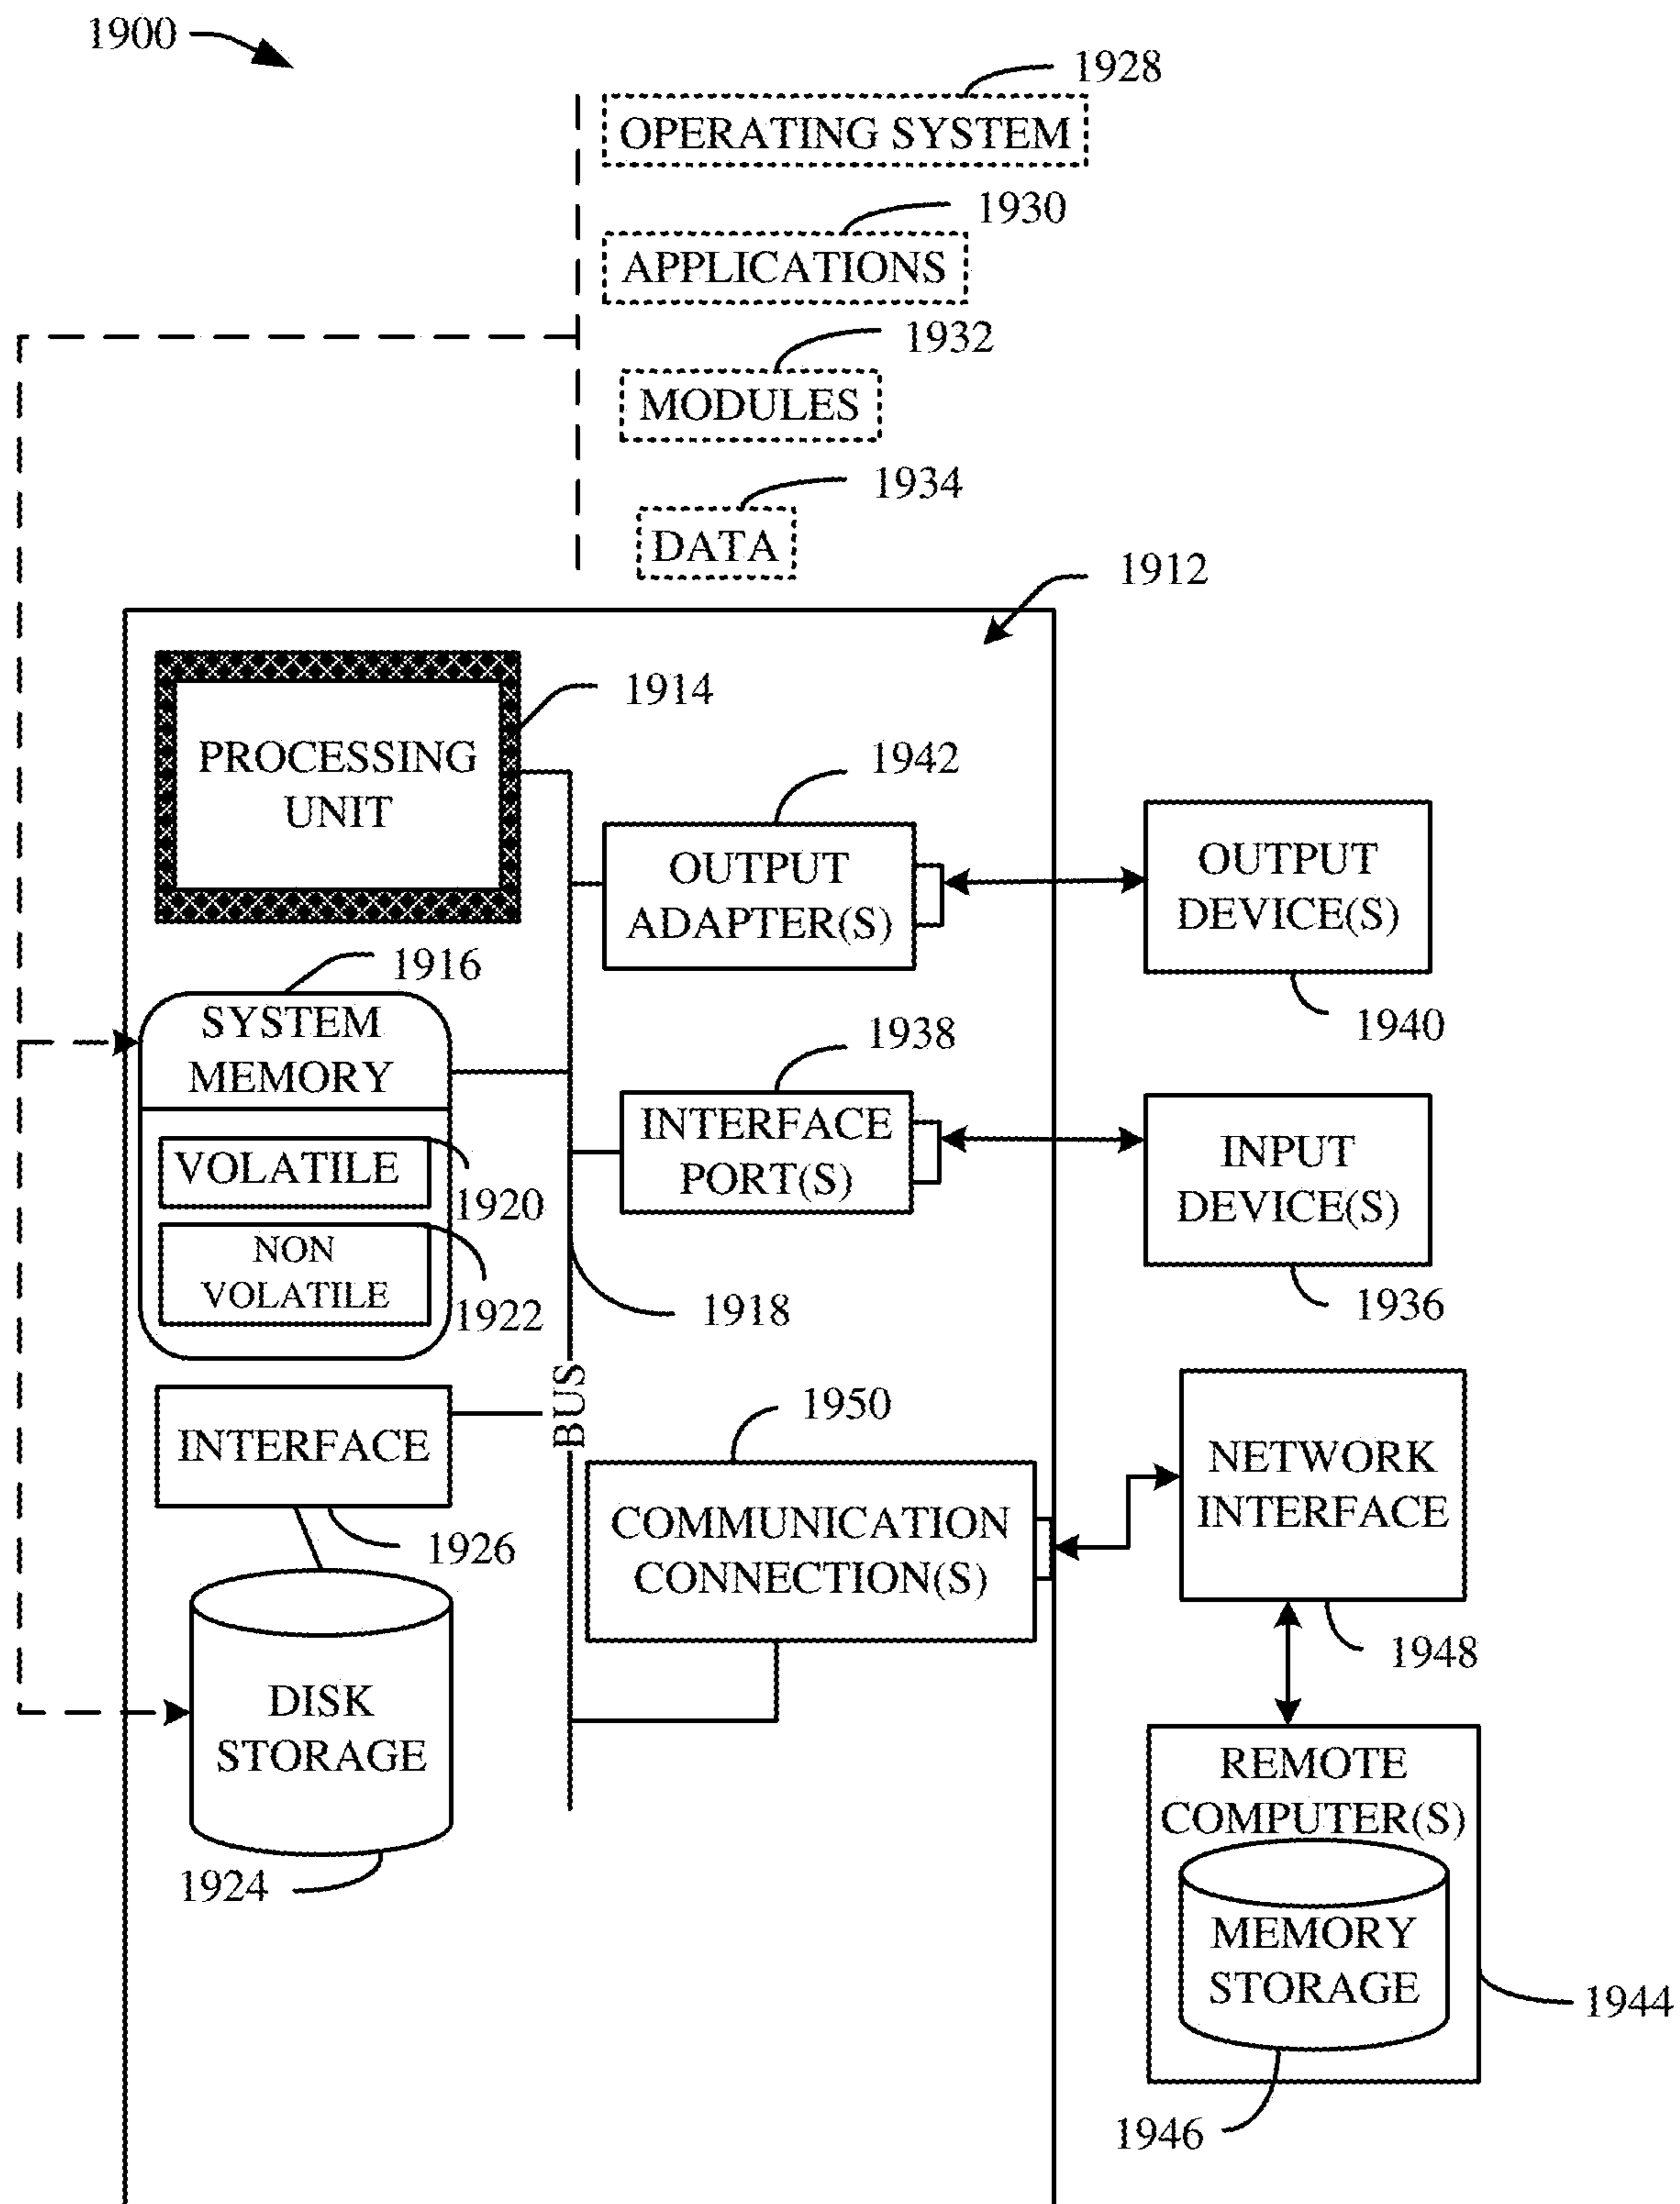 1900
1928
OPERATING SYSTEM
1930
APPLICATIONS
1932
MODULES
1934
DATA
1912
1914
PROCESSING
UNIT
1942
OUTPUT
ADAPTER(S)
OUTPUT
DEVICE(S)
1940
1916
SYSTEM
MEMORY
VOLATILE
1920
NON
VOLATILE
1922
1938
INTERFACE
PORT(S)
INPUT
DEVICE(S)
1936
1918
BUS
INTERFACE
1926
1950
COMMUNICATION
CONNECTION(S)
NETWORK
INTERFACE
1948
DISK
STORAGE
1924
REMOTE
COMPUTER(S)
MEMORY
STORAGE
1944
1946